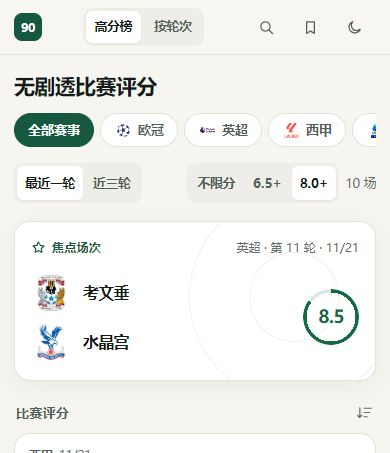 90 高分榜 按轮次
无剧透比赛评分
全部赛事 欧冠 英超 西甲
最近一轮 近三轮 不限分 6.5+ 8.0+ 10 场
焦点场次 英超 · 第 11 轮 · 11/21
考文垂
水晶宫
8.5
比赛评分